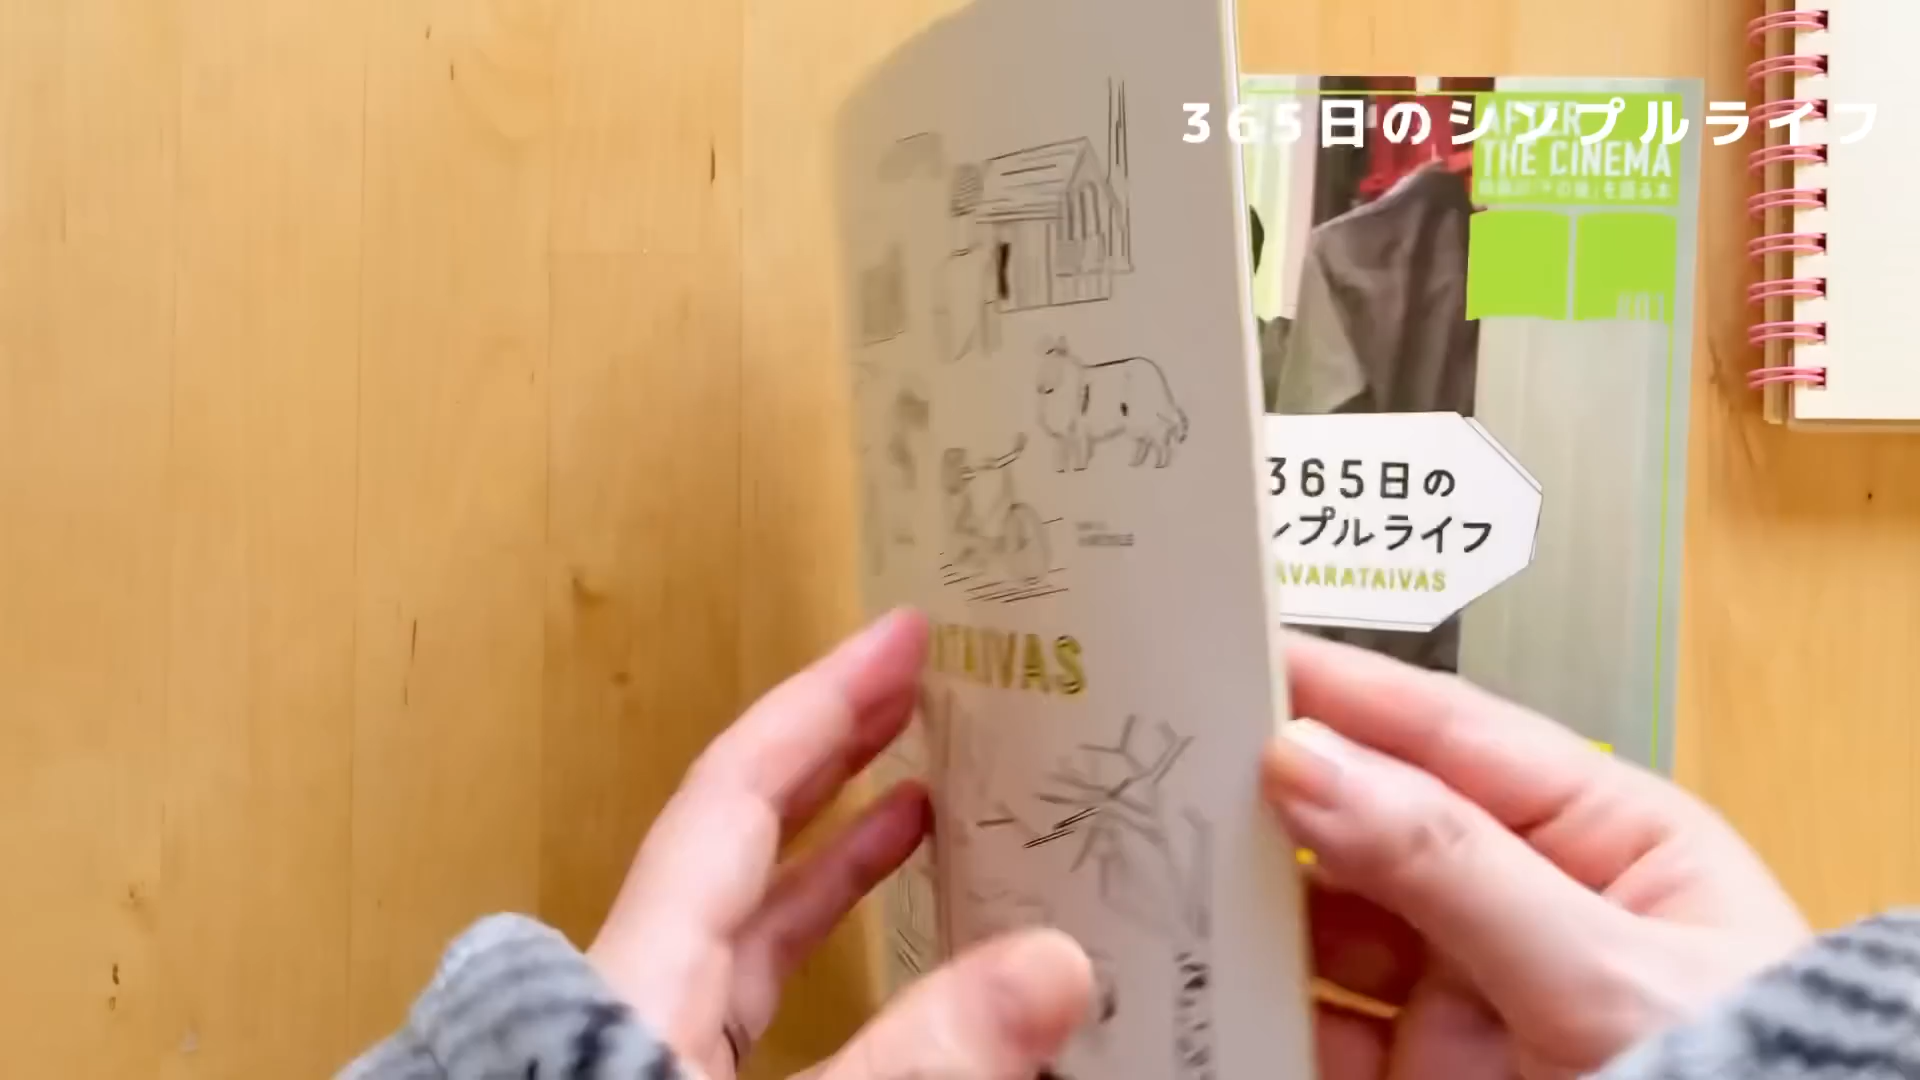 365日のシンプルライフ
AFTER
THE CINEMA
365日の
ンプルライフ
AVARATAIVAS
ATAIVAS